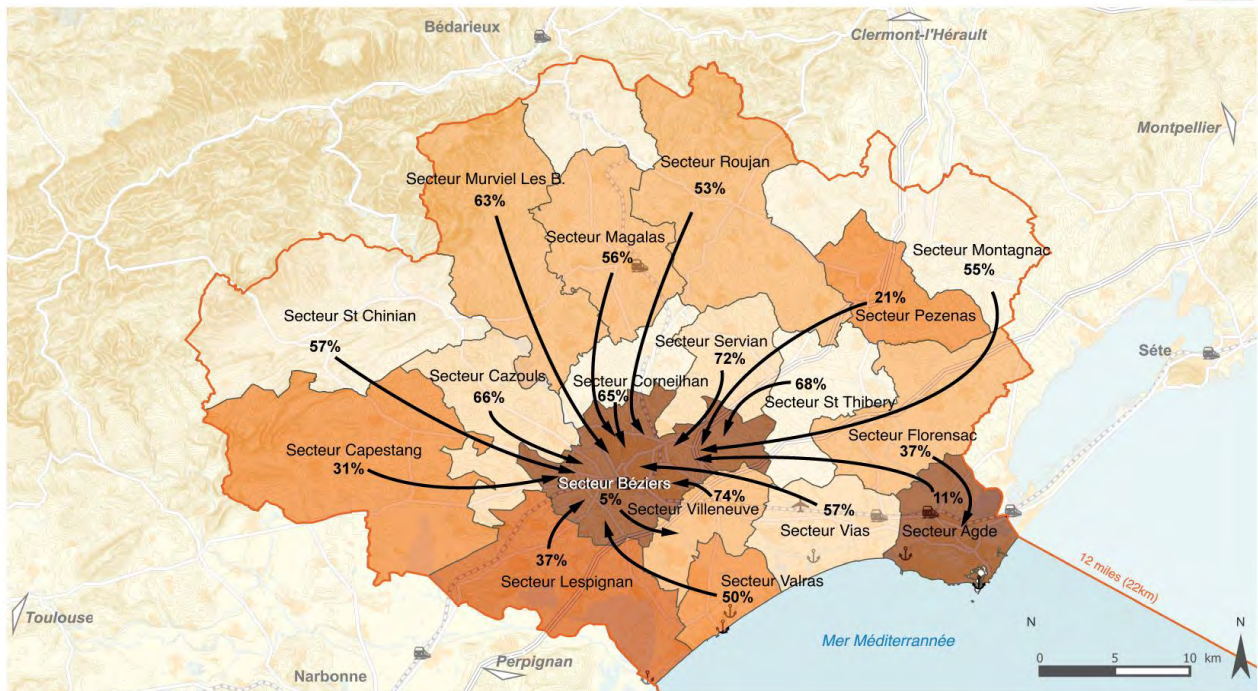 Bédarieux
Clermont-l'Hérault
Montpellier
Secteur Roujan
53%
Secteur Murviel Les B.
63%
Secteur Magalas
56%
Secteur Montagnac
55%
21%
Secteur Pezenas
Secteur St Chinian
57%
Secteur Servian
72%
Séte
Secteur Cazouls
66%
Secteur Corneilhan
65%
68%
Secteur St Thibery
Secteur Capestang
31%
Secteur Florensac
37%
Secteur Béziers
5%
74%
Secteur Villeneuve
57%
Secteur Vias
11%
Secteur Agde
37%
Secteur Lespignan
Secteur Valras
50%
12 miles (22km)
Toulouse
Mer Méditerrannée
N
N
Perpignan
Narbonne
0 5 10 km